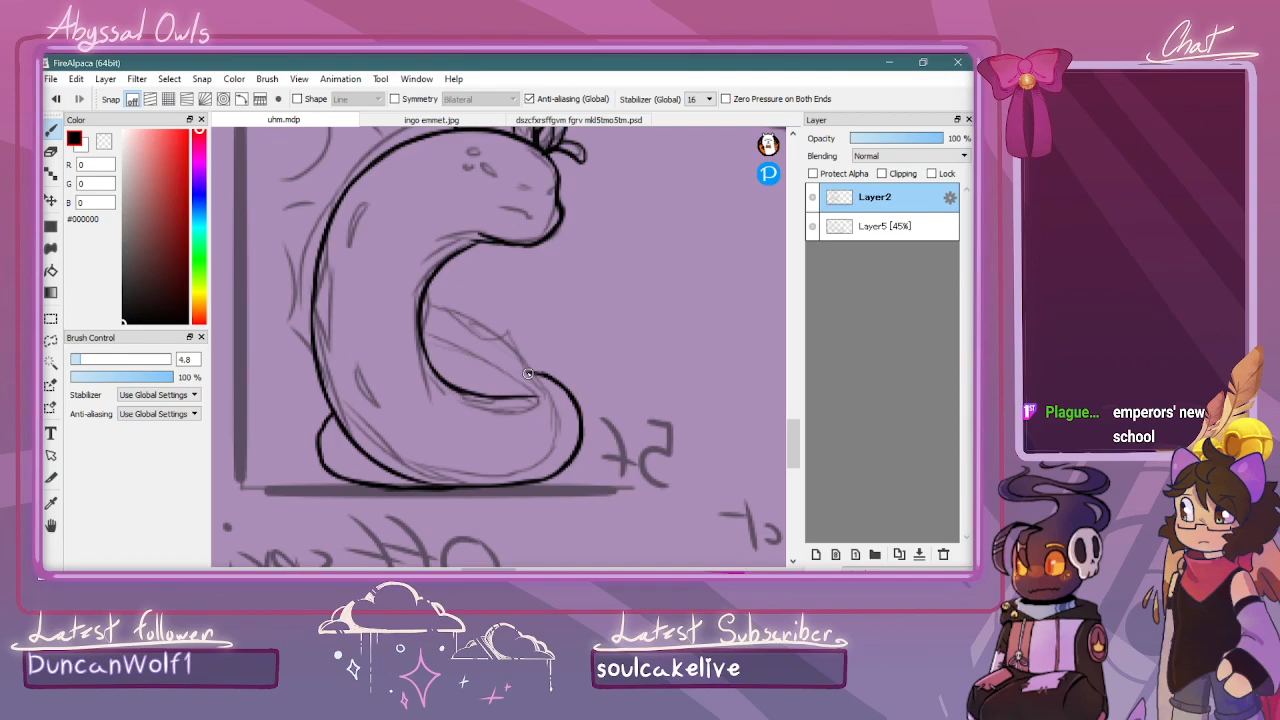 Abyssal Owls
Chat
FireAlpaca (64bit)
File Edit Layer Filter Select Snap Color Brush View Animation Tool Window Help
Snap off Shape Line Symmetry Bilateral Anti-aliasing (Global) Stabilizer (Global) 16 Zero Pressure on Both Ends
Color
uhm.mdp
ingo emmet.jpg
dszcfxrsffgvm fgrv mkl5tmo5tm.psd
Layer
R 0
G 0
B 0
#000000
Opacity 100 %
Blending Normal
Protect Alpha Clipping Lock
Layer2
Layer5 [45%]
Brush Control
4.8
100 %
Stabilizer Use Global Settings
Anti-aliasing Use Global Settings
5ft
Plague... emperors' new
school
Latest follower
DuncanWolf1
Latest Subscriber
soulcakelive